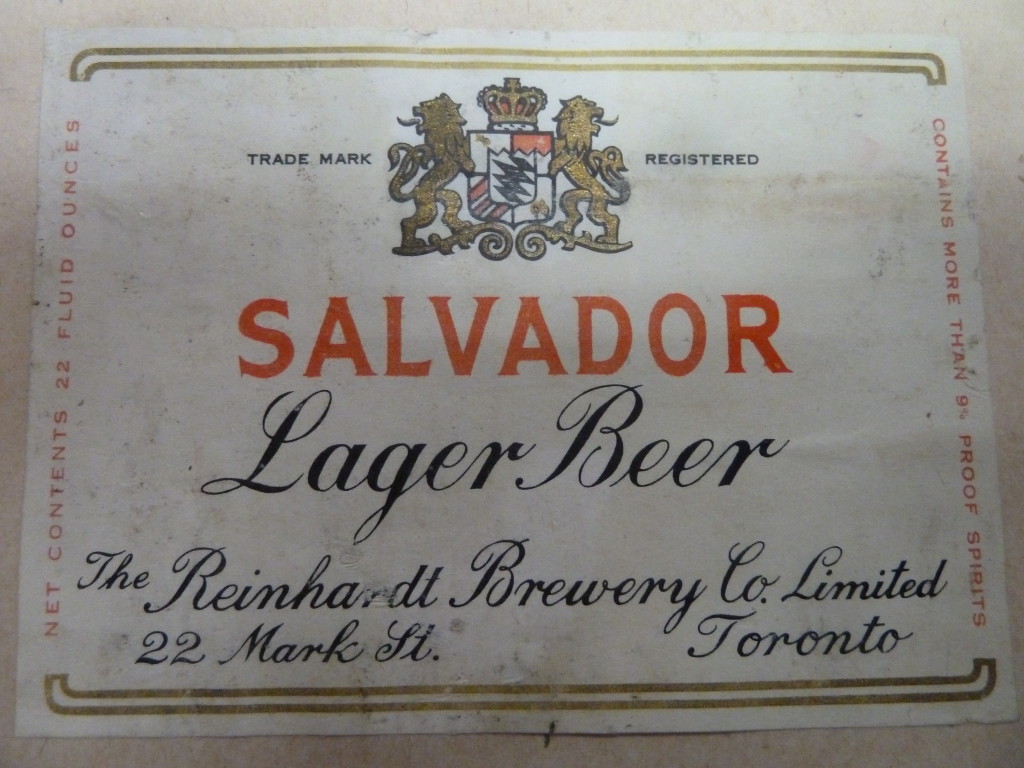 TRADE MARK REGISTERED
SALVADOR
Lager Beer
The Reinhardt Brewery Co. Limited
22 Mark St. Toronto
NET CONTENTS 22 FLUID OUNCES
CONTAINS MORE THAN 9% PROOF SPIRITS